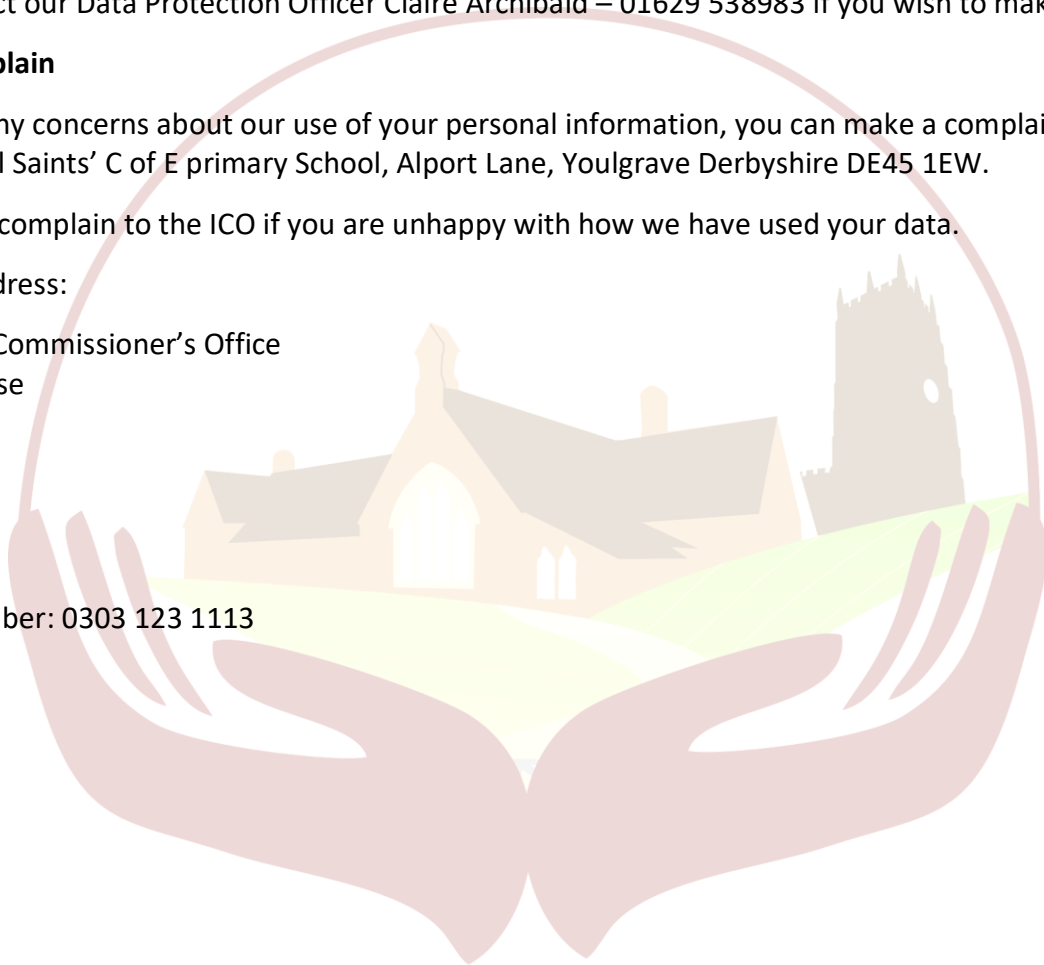 ct our Data Protection Officer Claire Archibald – 01629 538983 if you wish to mak
plain
ny concerns about our use of your personal information, you can make a complai
l Saints’ C of E primary School, Alport Lane, Youlgrave Derbyshire DE45 1EW.
complain to the ICO if you are unhappy with how we have used your data.
dress:
Commissioner’s Office
se
ber: 0303 123 1113